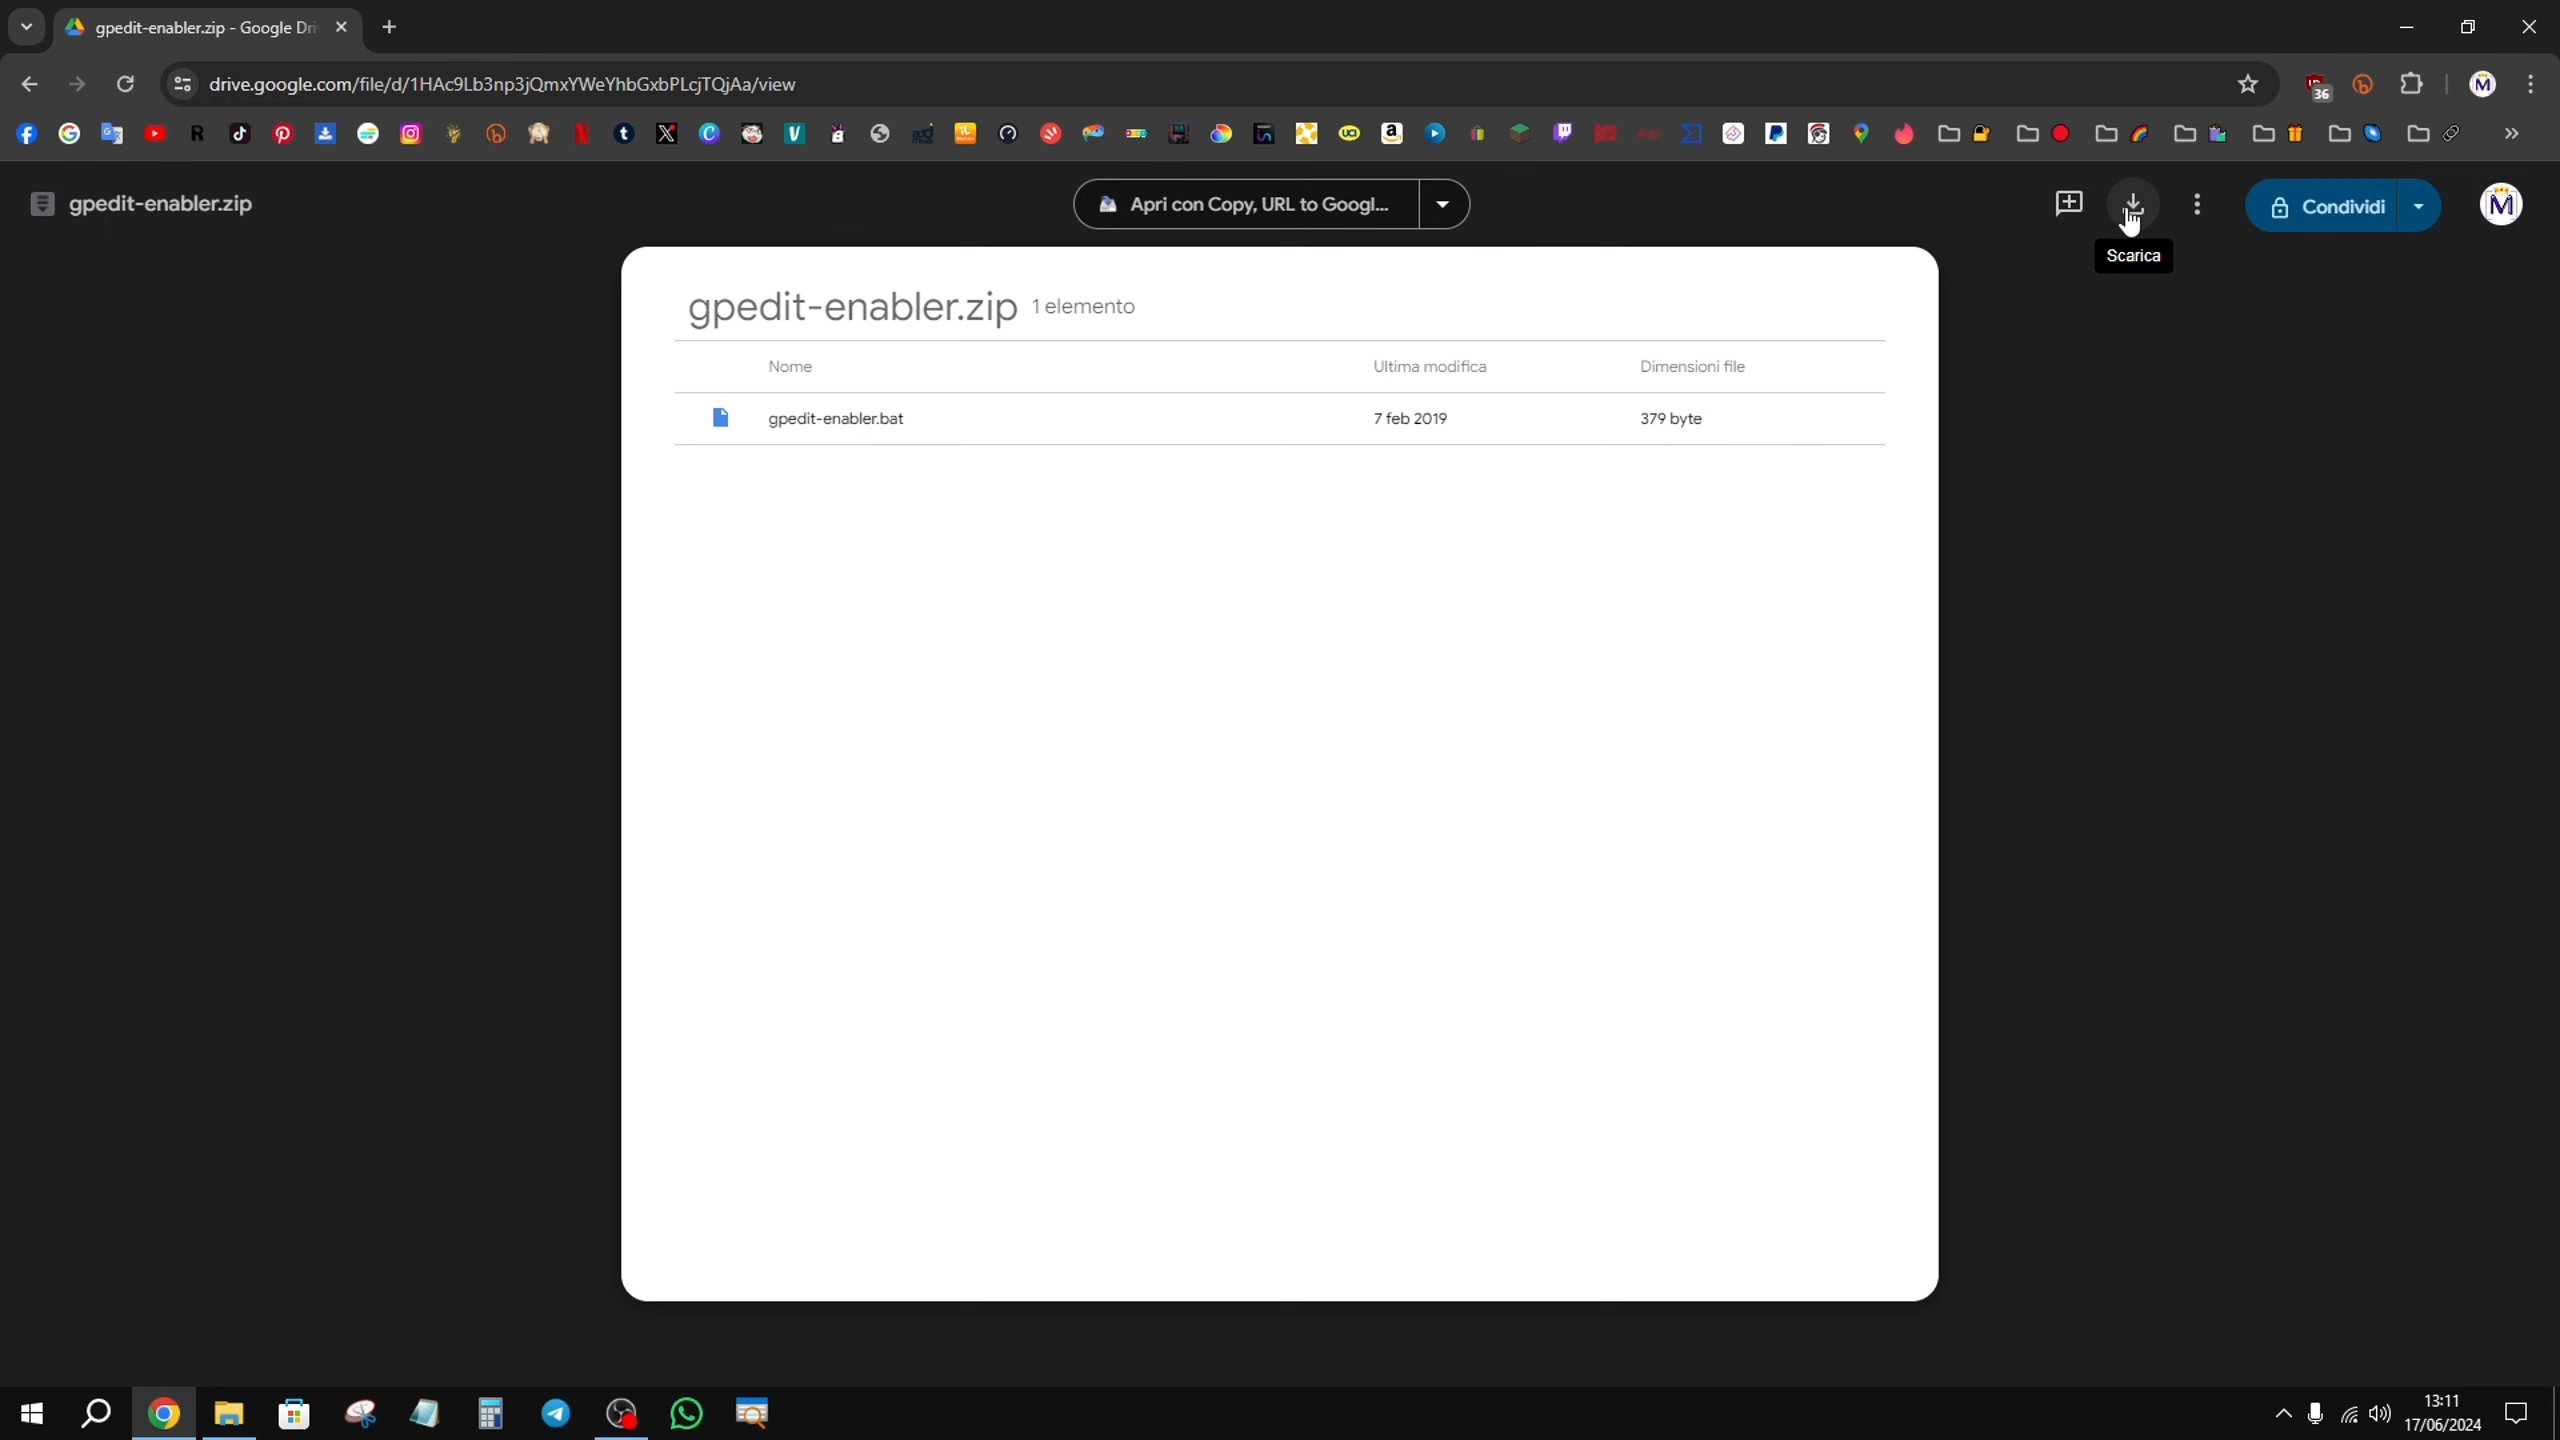 gpedit-enabler.zip - Google Dri
drive.google.com/file/d/1HAc9Lb3np3jQmxYWeYhbGxbPLcjTQjAa/view
36
gpedit-enabler.zip
Apri con Copy, URL to Googl...
Condividi
M
Scarica
gpedit-enabler.zip 1 elemento
Nome Ultima modifica Dimensioni file
gpedit-enabler.bat 7 feb 2019 379 byte
13:11
17/06/2024